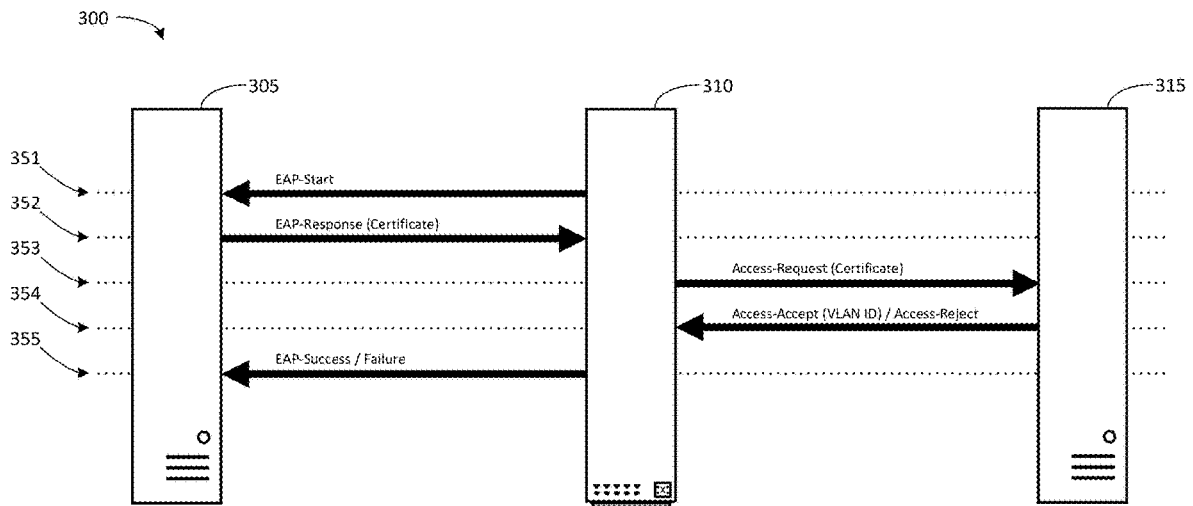 300
305
310
315
351
EAP-Start
352
EAP-Response (Certificate)
353
Access-Request (Certificate)
354
Access-Accept (VLAN ID) / Access-Reject
355
EAP-Success / Failure